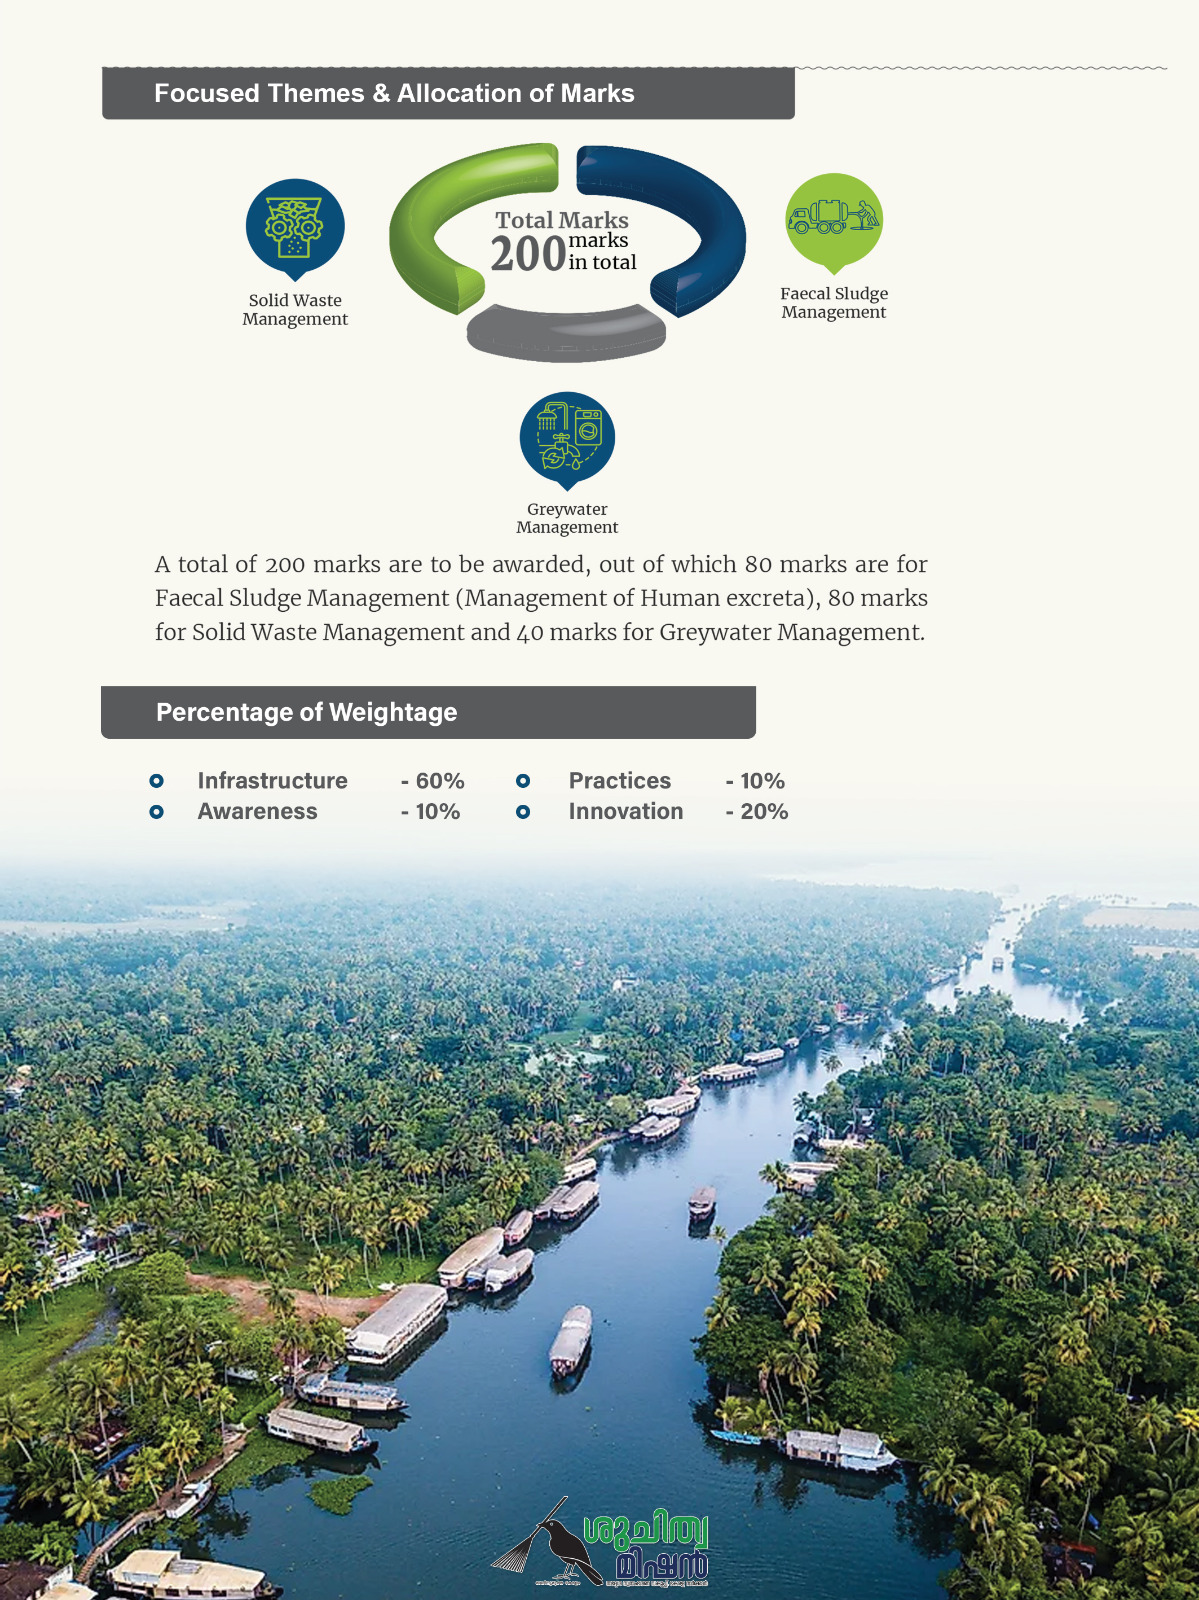 Focused Themes & Allocation of Marks
Total Marks
200 marks
in total
Solid Waste
Management
Faecal Sludge
Management
Greywater
Management
A total of 200 marks are to be awarded, out of which 80 marks are for
Faecal Sludge Management (Management of Human excreta), 80 marks
for Solid Waste Management and 40 marks for Greywater Management.
Percentage of Weightage
Infrastructure - 60% Practices - 10%
Awareness - 10% Innovation - 20%
ശുചിത്വ
മിഷൻ